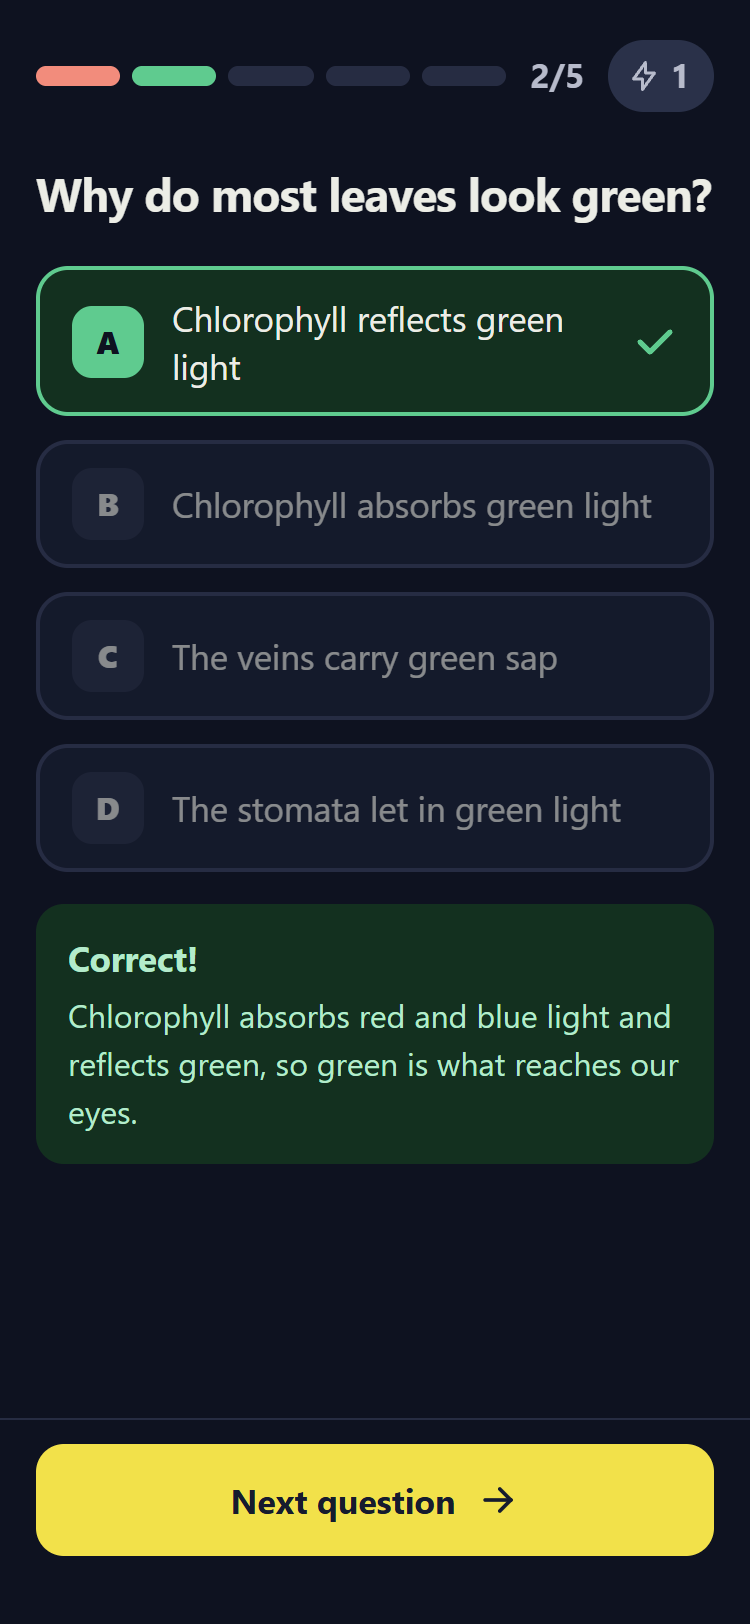 2/5
1
Why do most leaves look green?
A
Chlorophyll reflects green
light
B
Chlorophyll absorbs green light
C
The veins carry green sap
D
The stomata let in green light
Correct!
Chlorophyll absorbs red and blue light and
reflects green, so green is what reaches our
eyes.
Next question